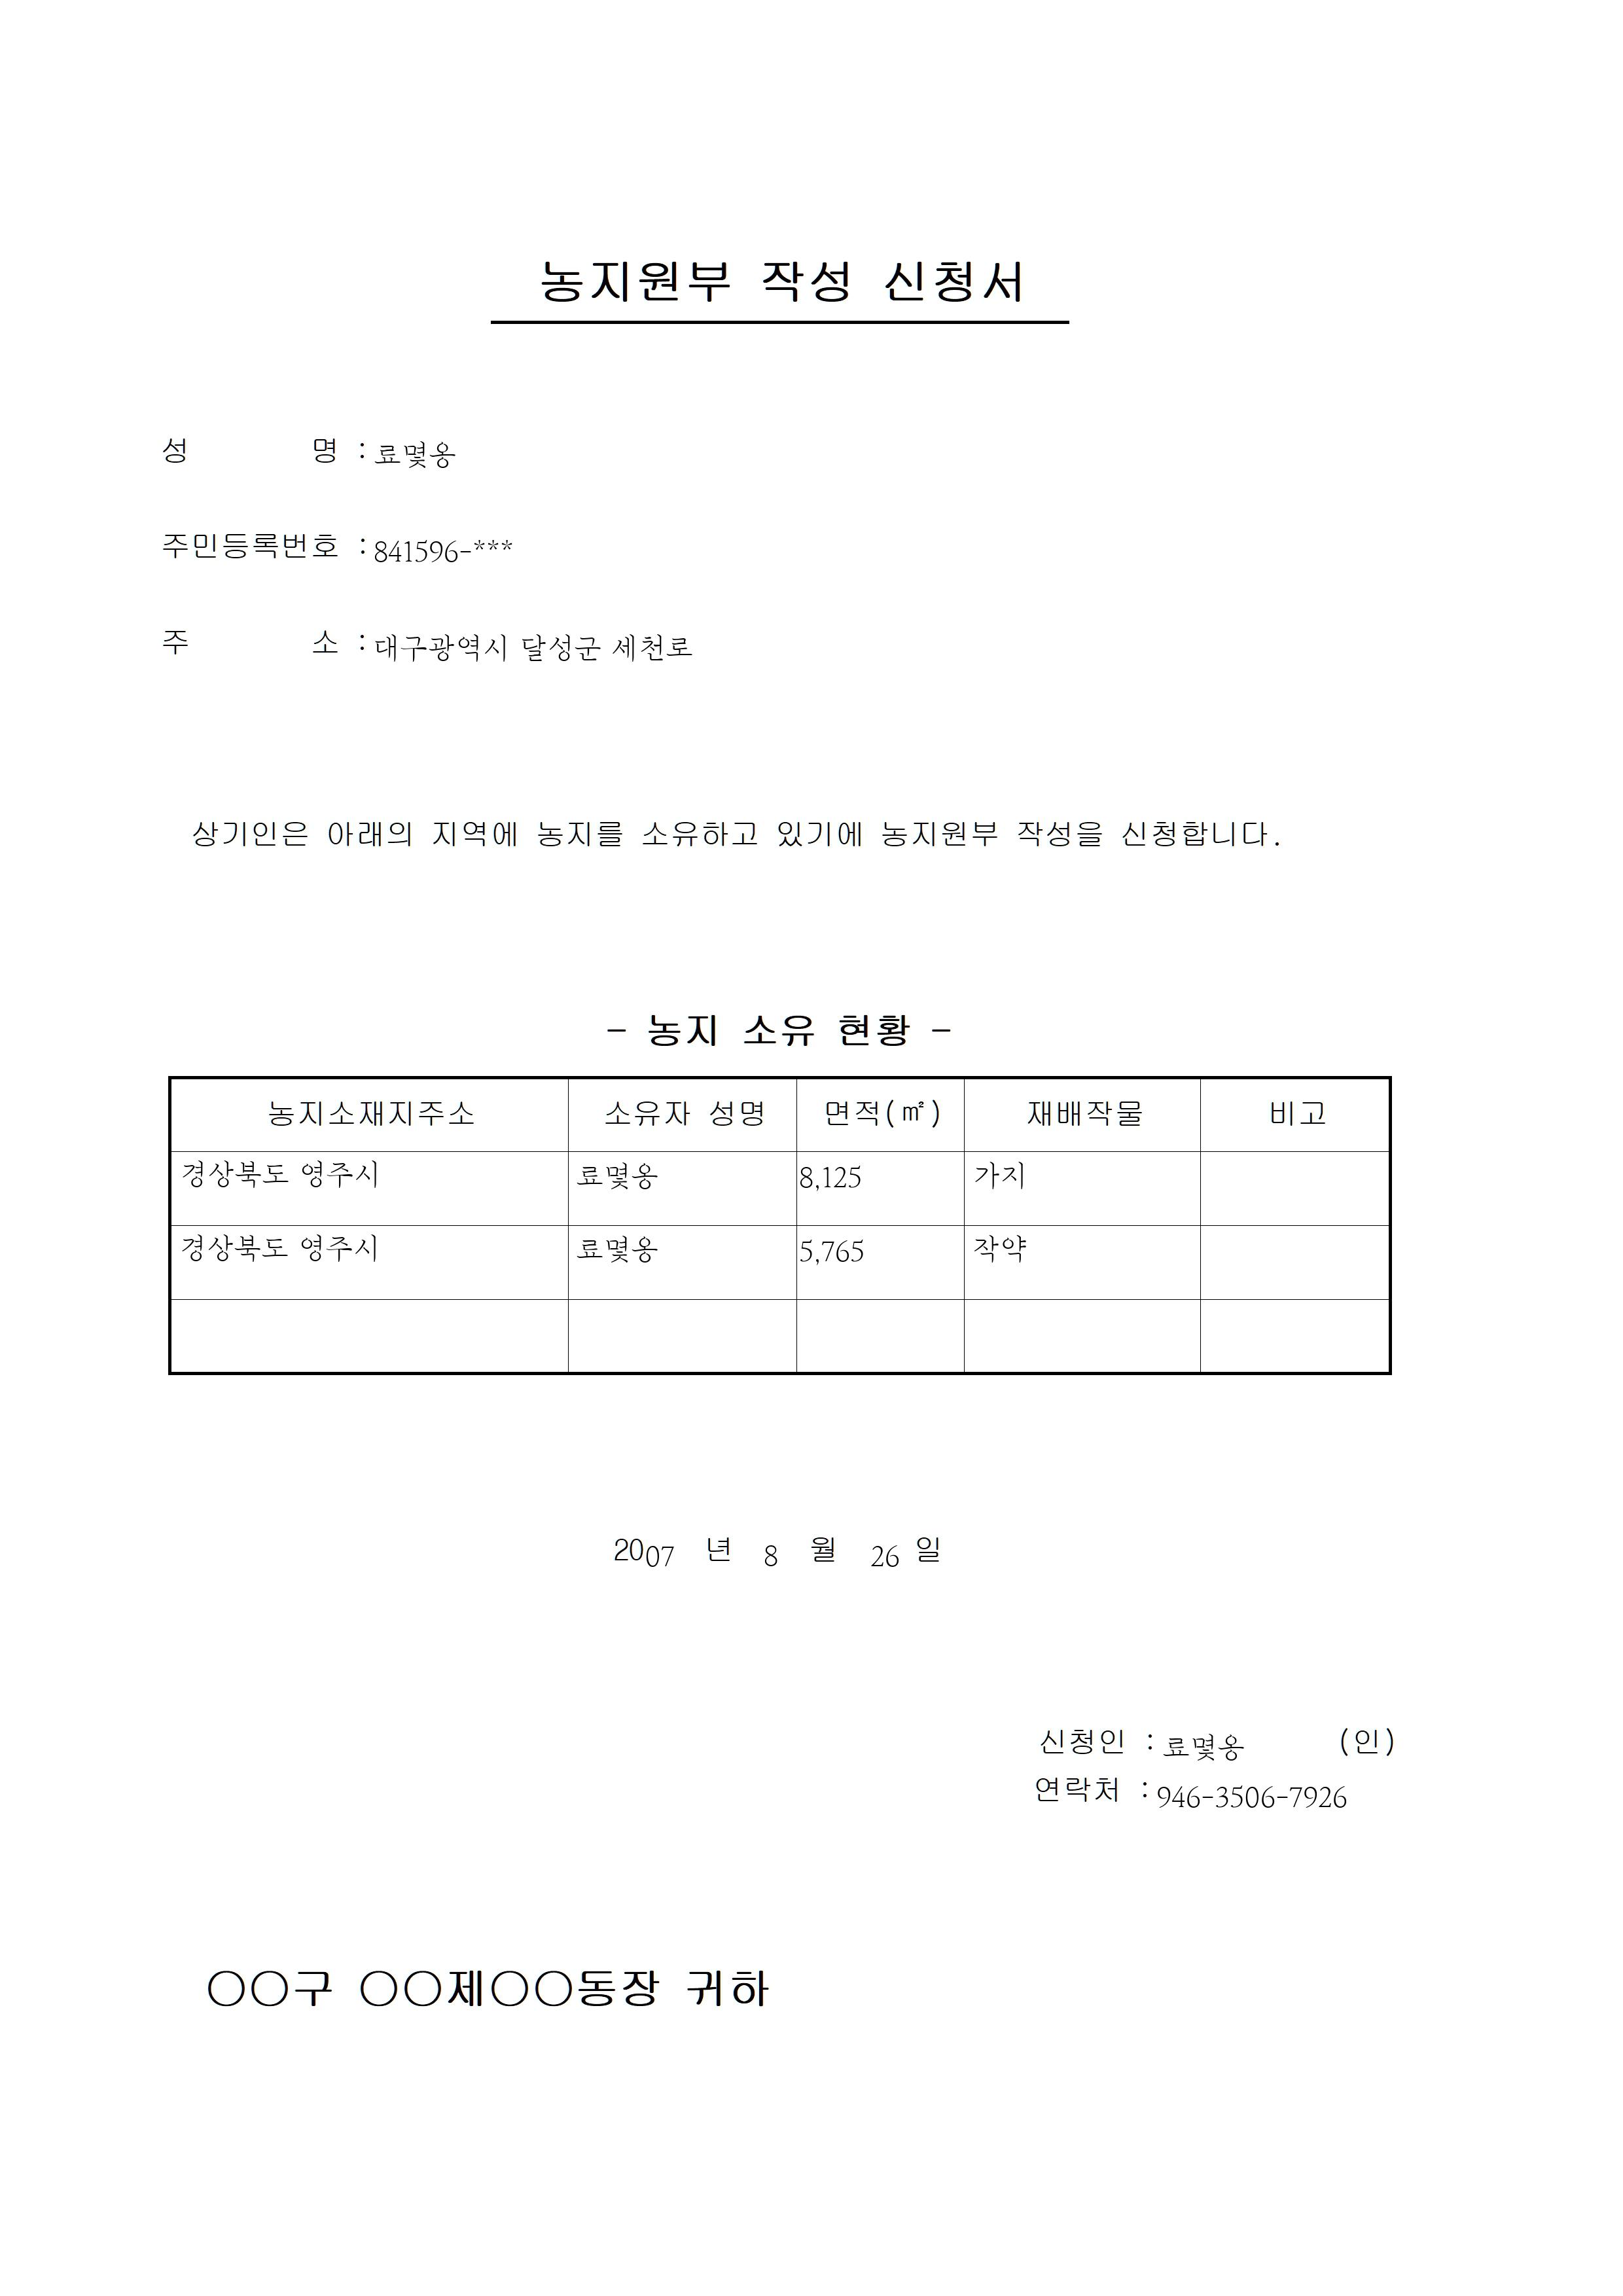 농지원부 작성 신청서
성 명 : 료몇옹
주민등록번호 : 841596-***
주 소 : 대구광역시 달성군 세천로
상기인은 아래의 지역에 농지를 소유하고 있기에 농지원부 작성을 신청합니다.
- 농지 소유 현황 -
농지소재지주소 소유자 성명 면적(㎡) 재배작물 비고
경상북도 영주시 료몇옹 8,125 가지
경상북도 영주시 료몇옹 5,765 작약
2007 년 8 월 26 일
신청인 : 료몇옹 (인)
연락처 : 946-3506-7926
○○구 ○○제○○동장 귀하